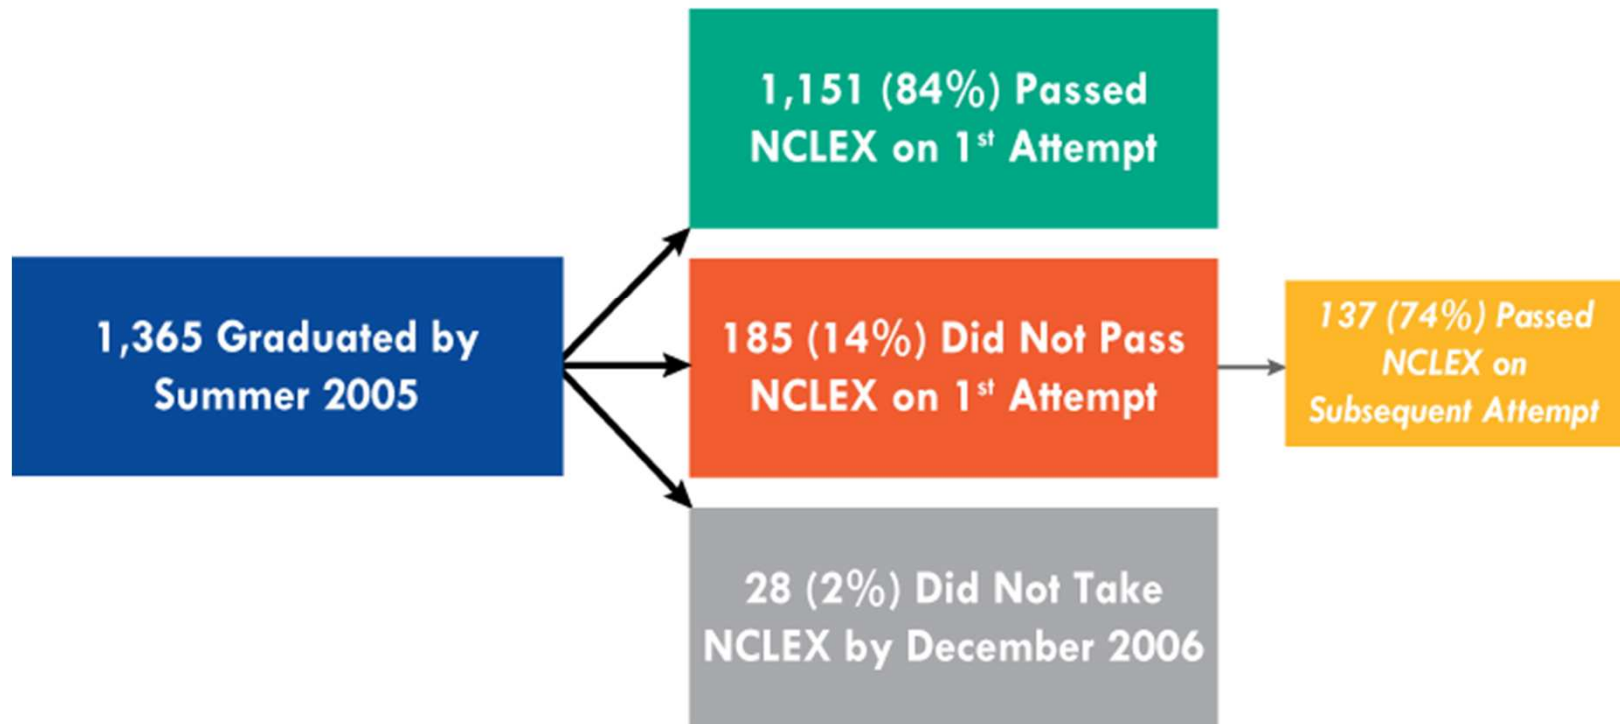 1,365 Graduated by
Summer 2005
1,151 (84%) Passed
NCLEX on 1st Attempt
185 (14%) Did Not Pass
NCLEX on 1st Attempt
28 (2%) Did Not Take
NCLEX by December 2006
137 (74%) Passed
NCLEX on
Subsequent Attempt